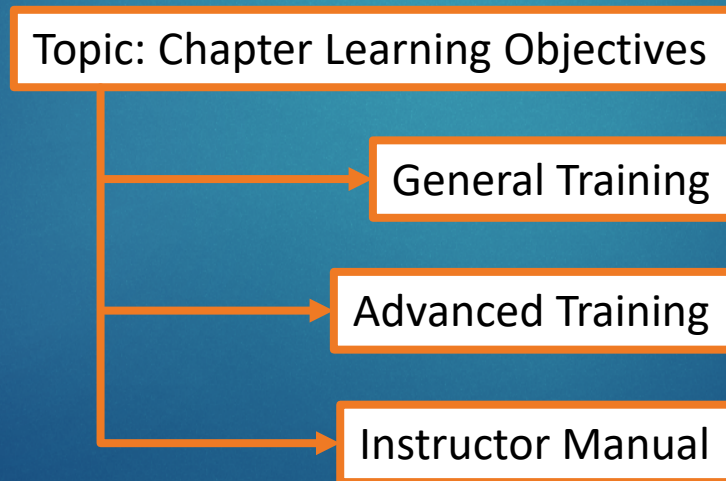 Topic: Chapter Learning Objectives
General Training
Advanced Training
Instructor Manual